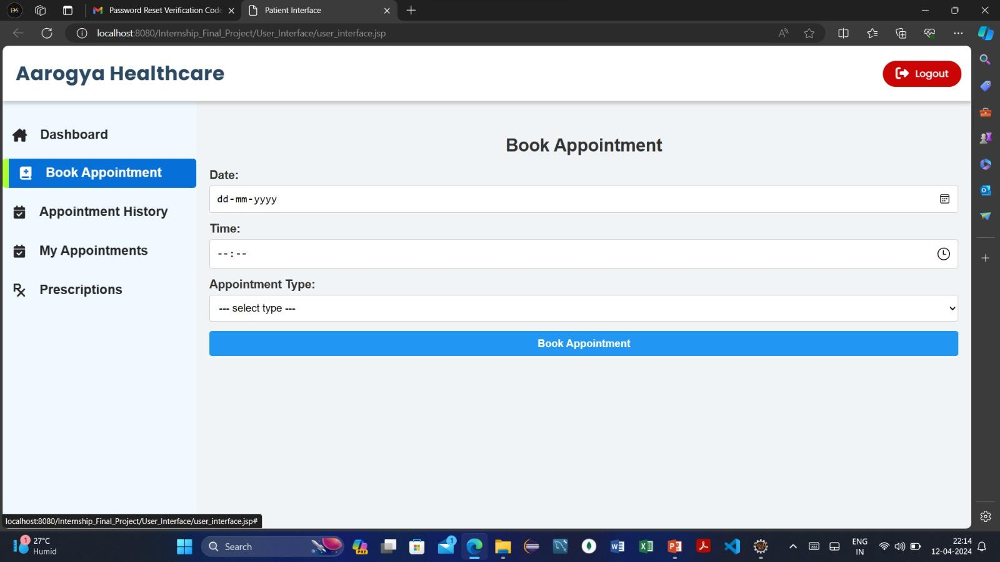 Password Reset Verification Code
Patient Interface
localhost:8080/Internship_Final_Project/User_Interface/user_interface.jsp
Aarogya Healthcare
Logout
Dashboard
Book Appointment
Appointment History
My Appointments
Prescriptions
Book Appointment
Date:
dd-mm-yyyy
Time:
--:--
Appointment Type:
--- select type ---
Book Appointment
localhost:8080/Internship_Final_Project/User_Interface/user_interface.jsp#
1
27°C
Humid
Search
PRE
1
ENG
IN
22:14
12-04-2024